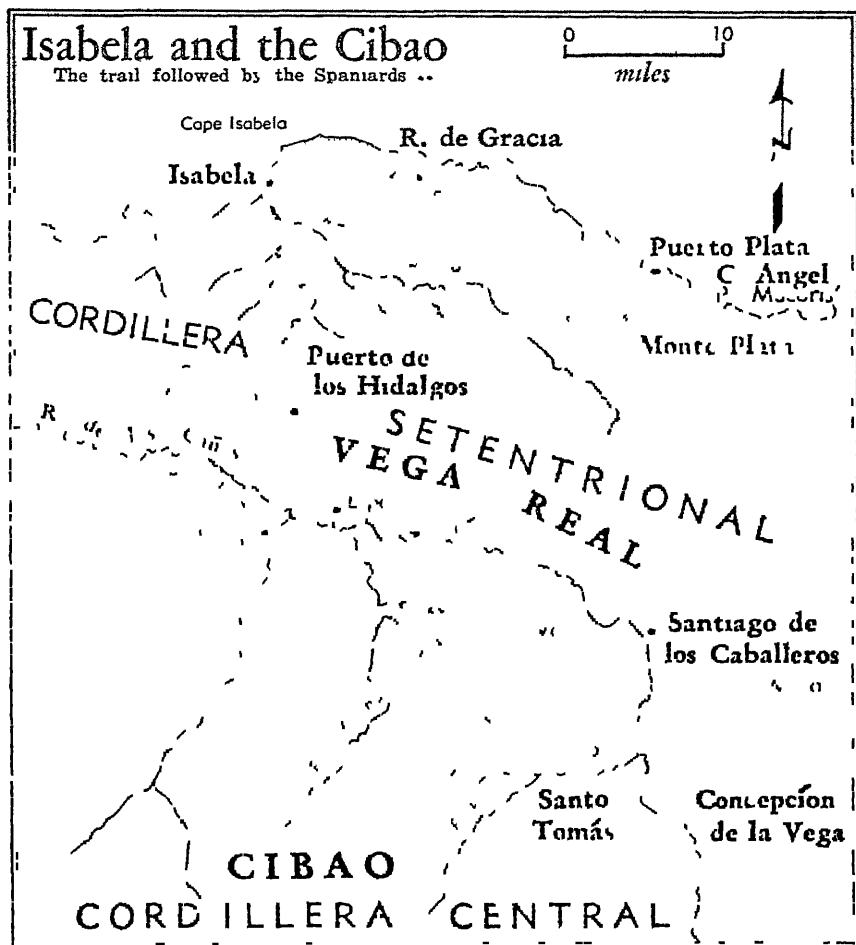 Isabela and the Cibao
The trail followed by the Spaniards ..
0 10
miles
Cape Isabela
R. de Gracia
Isabela
Puerto Plata
C Angel
CORDILLERA
Monte Plata
Puerto de
los Hidalgos
R de
SETENTRIONAL
VEGA REAL
Santiago de
los Caballeros
Santo
Tomás
Concepción
de la Vega
CIBAO
CORDILLERA CENTRAL